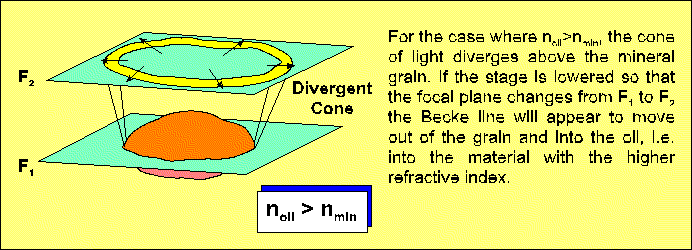 F2
Divergent
Cone
F1
noil > nmin
For the case where noil>nmin, the cone
of light diverges above the mineral
grain. If the stage is lowered so that
the focal plane changes from F1 to F2
the Becke line will appear to move
out of the grain and into the oil, i.e.
into the material with the higher
refractive index.